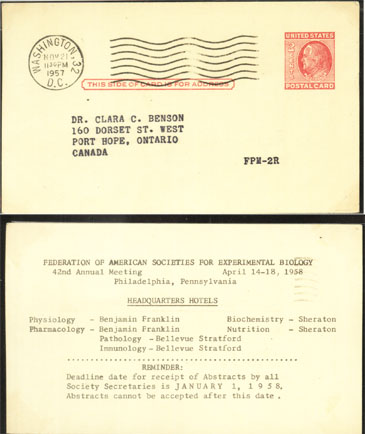 WASHINGTON, 32
NOV 21
1957
D.C.
UNITED STATES
POSTAL CARD
THIS SIDE OF CARD IS FOR ADDRESS
DR. CLARA C. BENSON
160 DORSET ST. WEST
PORT HOPE, ONTARIO
CANADA
FPM-2R
FEDERATION OF AMERICAN SOCIETIES FOR EXPERIMENTAL BIOLOGY
42nd Annual Meeting April 14-18, 1958
Philadelphia, Pennsylvania
HEADQUARTERS HOTELS
Physiology - Benjamin Franklin Biochemistry - Sheraton
Pharmacology - Benjamin Franklin Nutrition - Sheraton
Pathology - Bellevue Stratford
Immunology - Bellevue Stratford
REMINDER:
Deadline date for receipt of Abstracts by all
Society Secretaries is JANUARY 1, 1958.
Abstracts cannot be accepted after this date.